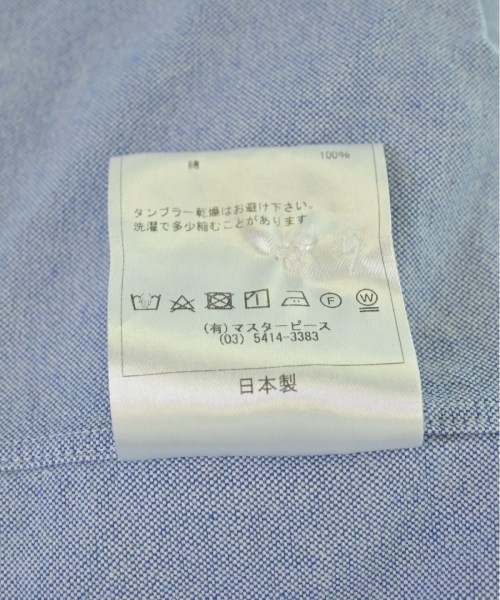 綿 100%
タンブラー乾燥はお避け下さい。
洗濯で多少縮むことがあります
F W
(有)マスターピース
(03) 5414-3383
日本製